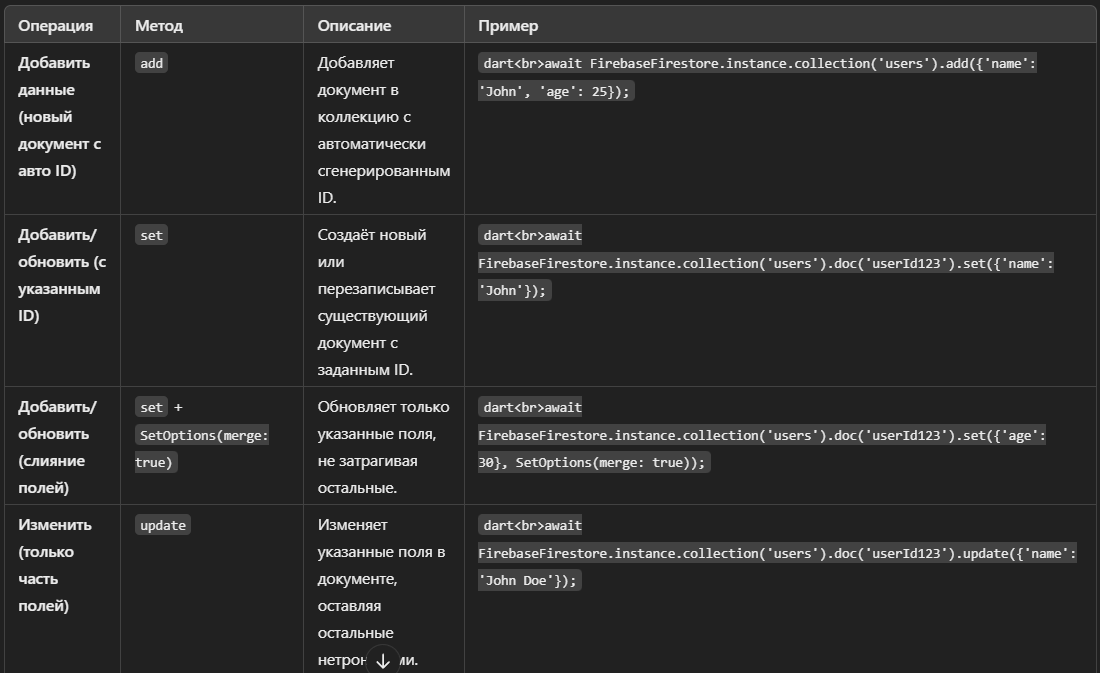 Операция Метод Описание Пример
Добавить
данные
(новый
документ с
авто ID)
add
Добавляет
документ в
коллекцию с
автоматически
сгенерированным
ID.
dart<br>await FirebaseFirestore.instance.collection('users').add({'name':
'John', 'age': 25});
Добавить/
обновить (с
указанным
ID)
set
Создаёт новый
или
перезаписывает
существующий
документ с
заданным ID.
dart<br>await
FirebaseFirestore.instance.collection('users').doc('userId123').set({'name':
'John'});
Добавить/
обновить
(слияние
полей)
set +
SetOptions(merge:
true)
Обновляет только
указанные поля,
не затрагивая
остальные.
dart<br>await
FirebaseFirestore.instance.collection('users').doc('userId123').set({'age':
30}, SetOptions(merge: true));
Изменить
(только
часть
полей)
update
Изменяет
указанные поля в
документе,
оставляя
остальные
dart<br>await
FirebaseFirestore.instance.collection('users').doc('userId123').update({'name':
'John Doe'});